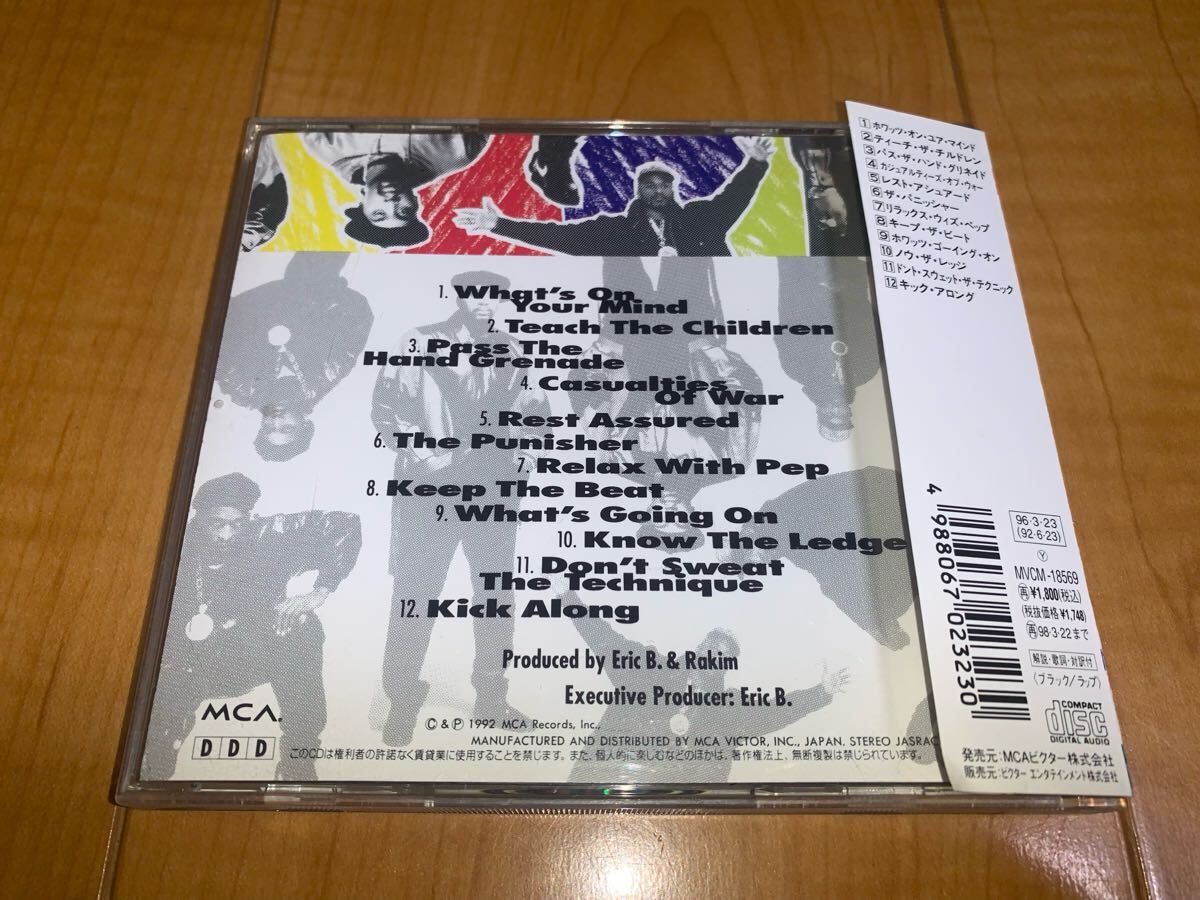 1. What's On
Your Mind
2. Teach The Children
3. Pass The
Hand Grenade
4. Casualties
Of War
5. Rest Assured
6. The Punisher
7. Relax With Pep
8. Keep The Beat
9. What's Going On
10. Know The Ledge
11. Don't Sweat
The Technique
12. Kick Along
Produced by Eric B. & Rakim
Executive Producer: Eric B.
MCA.
DDD
© & ℗ 1992 MCA Records, Inc.,
MANUFACTURED AND DISTRIBUTED BY MCA VICTOR, INC., JAPAN. STEREO JASRAC
このCDは権利者の許諾なく賃貸業に使用することを禁じます。また、個人的に楽しむなどのほかは、著作権法上、無断複製は禁じられています。
1 ホワッツ・オン・ユア・マインド
2 ティーチ・ザ・チルドレン
3 パス・ザ・ハンド・グリネイド
4 カジュアルティーズ・オブ・ウォー
5 レスト・アシュアード
6 ザ・パニッシャー
7 リラックス・ウィズ・ペップ
8 キープ・ザ・ビート
9 ホワッツ・ゴーイング・オン
10 ノウ・ザ・レッジ
11 ドント・スウェット・ザ・テクニック
12 キック・アロング
4 988067 023230
96・3・23
(92・6・23)
Y
MVCM-18569
再 ¥1,800(税込)
(税抜価格 ¥1,748)
再 98・3・22まで
解説・歌詞・対訳付
(ブラック/ラップ)
COMPACT
disc
DIGITAL AUDIO
発売元:MCAビクター株式会社
販売元:ビクター エンタテインメント株式会社